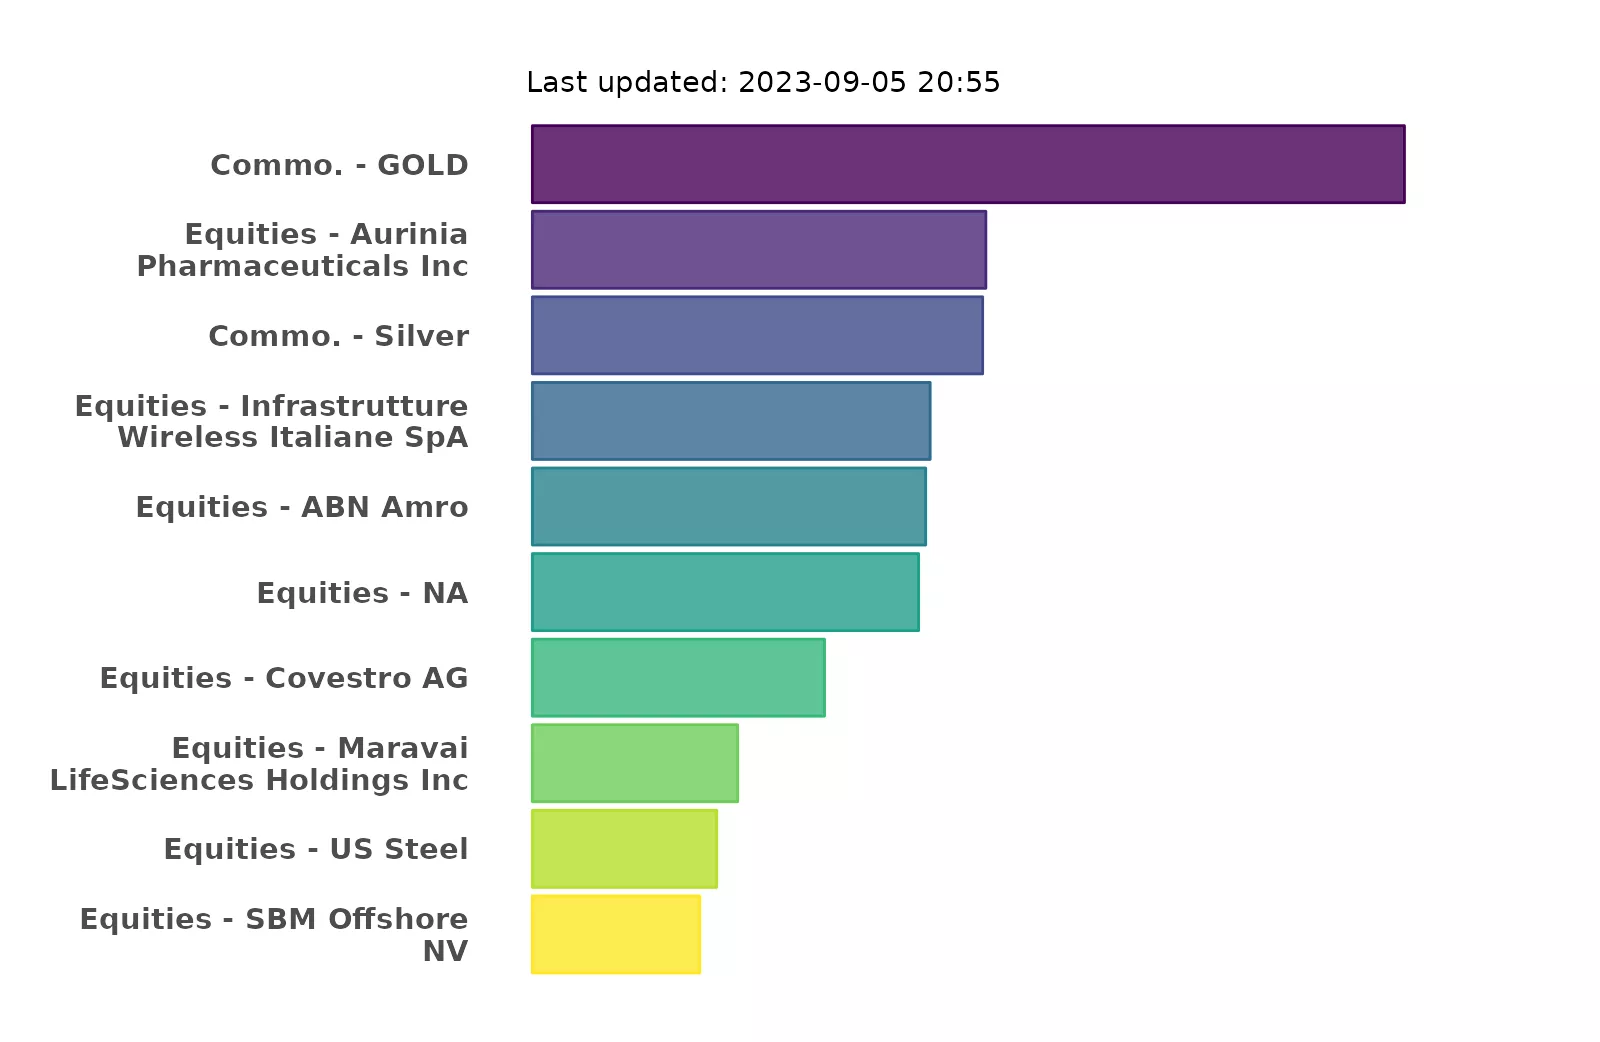 Last updated: 2023-09-05 20:55
Commo. - GOLD
Equities - Aurinia
Pharmaceuticals Inc
Commo. - Silver
Equities - Infrastrutture
Wireless Italiane SpA
Equities - ABN Amro
Equities - NA
Equities - Covestro AG
Equities - Maravai
LifeSciences Holdings Inc
Equities - US Steel
Equities - SBM Offshore
NV